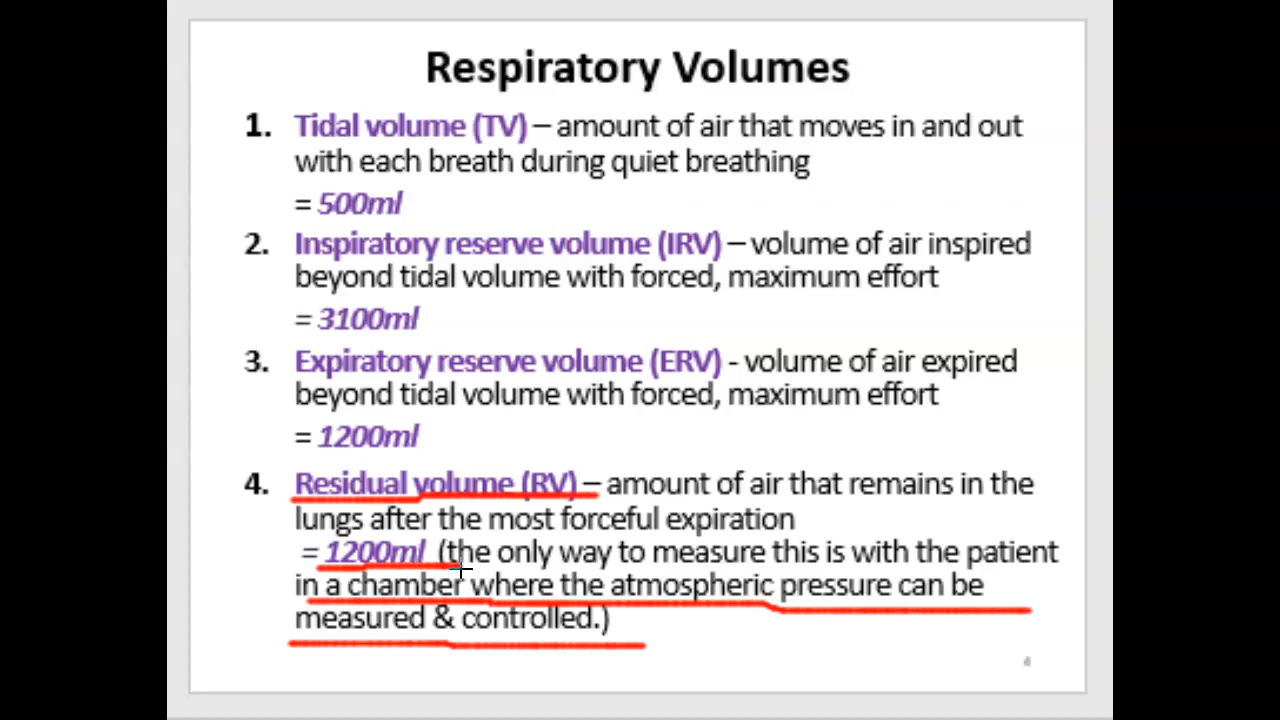 Respiratory Volumes
1. Tidal volume (TV) – amount of air that moves in and out
with each breath during quiet breathing
= 500ml
2. Inspiratory reserve volume (IRV) – volume of air inspired
beyond tidal volume with forced, maximum effort
= 3100ml
3. Expiratory reserve volume (ERV) - volume of air expired
beyond tidal volume with forced, maximum effort
= 1200ml
4. Residual volume (RV) – amount of air that remains in the
lungs after the most forceful expiration
= 1200ml (the only way to measure this is with the patient
in a chamber where the atmospheric pressure can be
measured & controlled.)